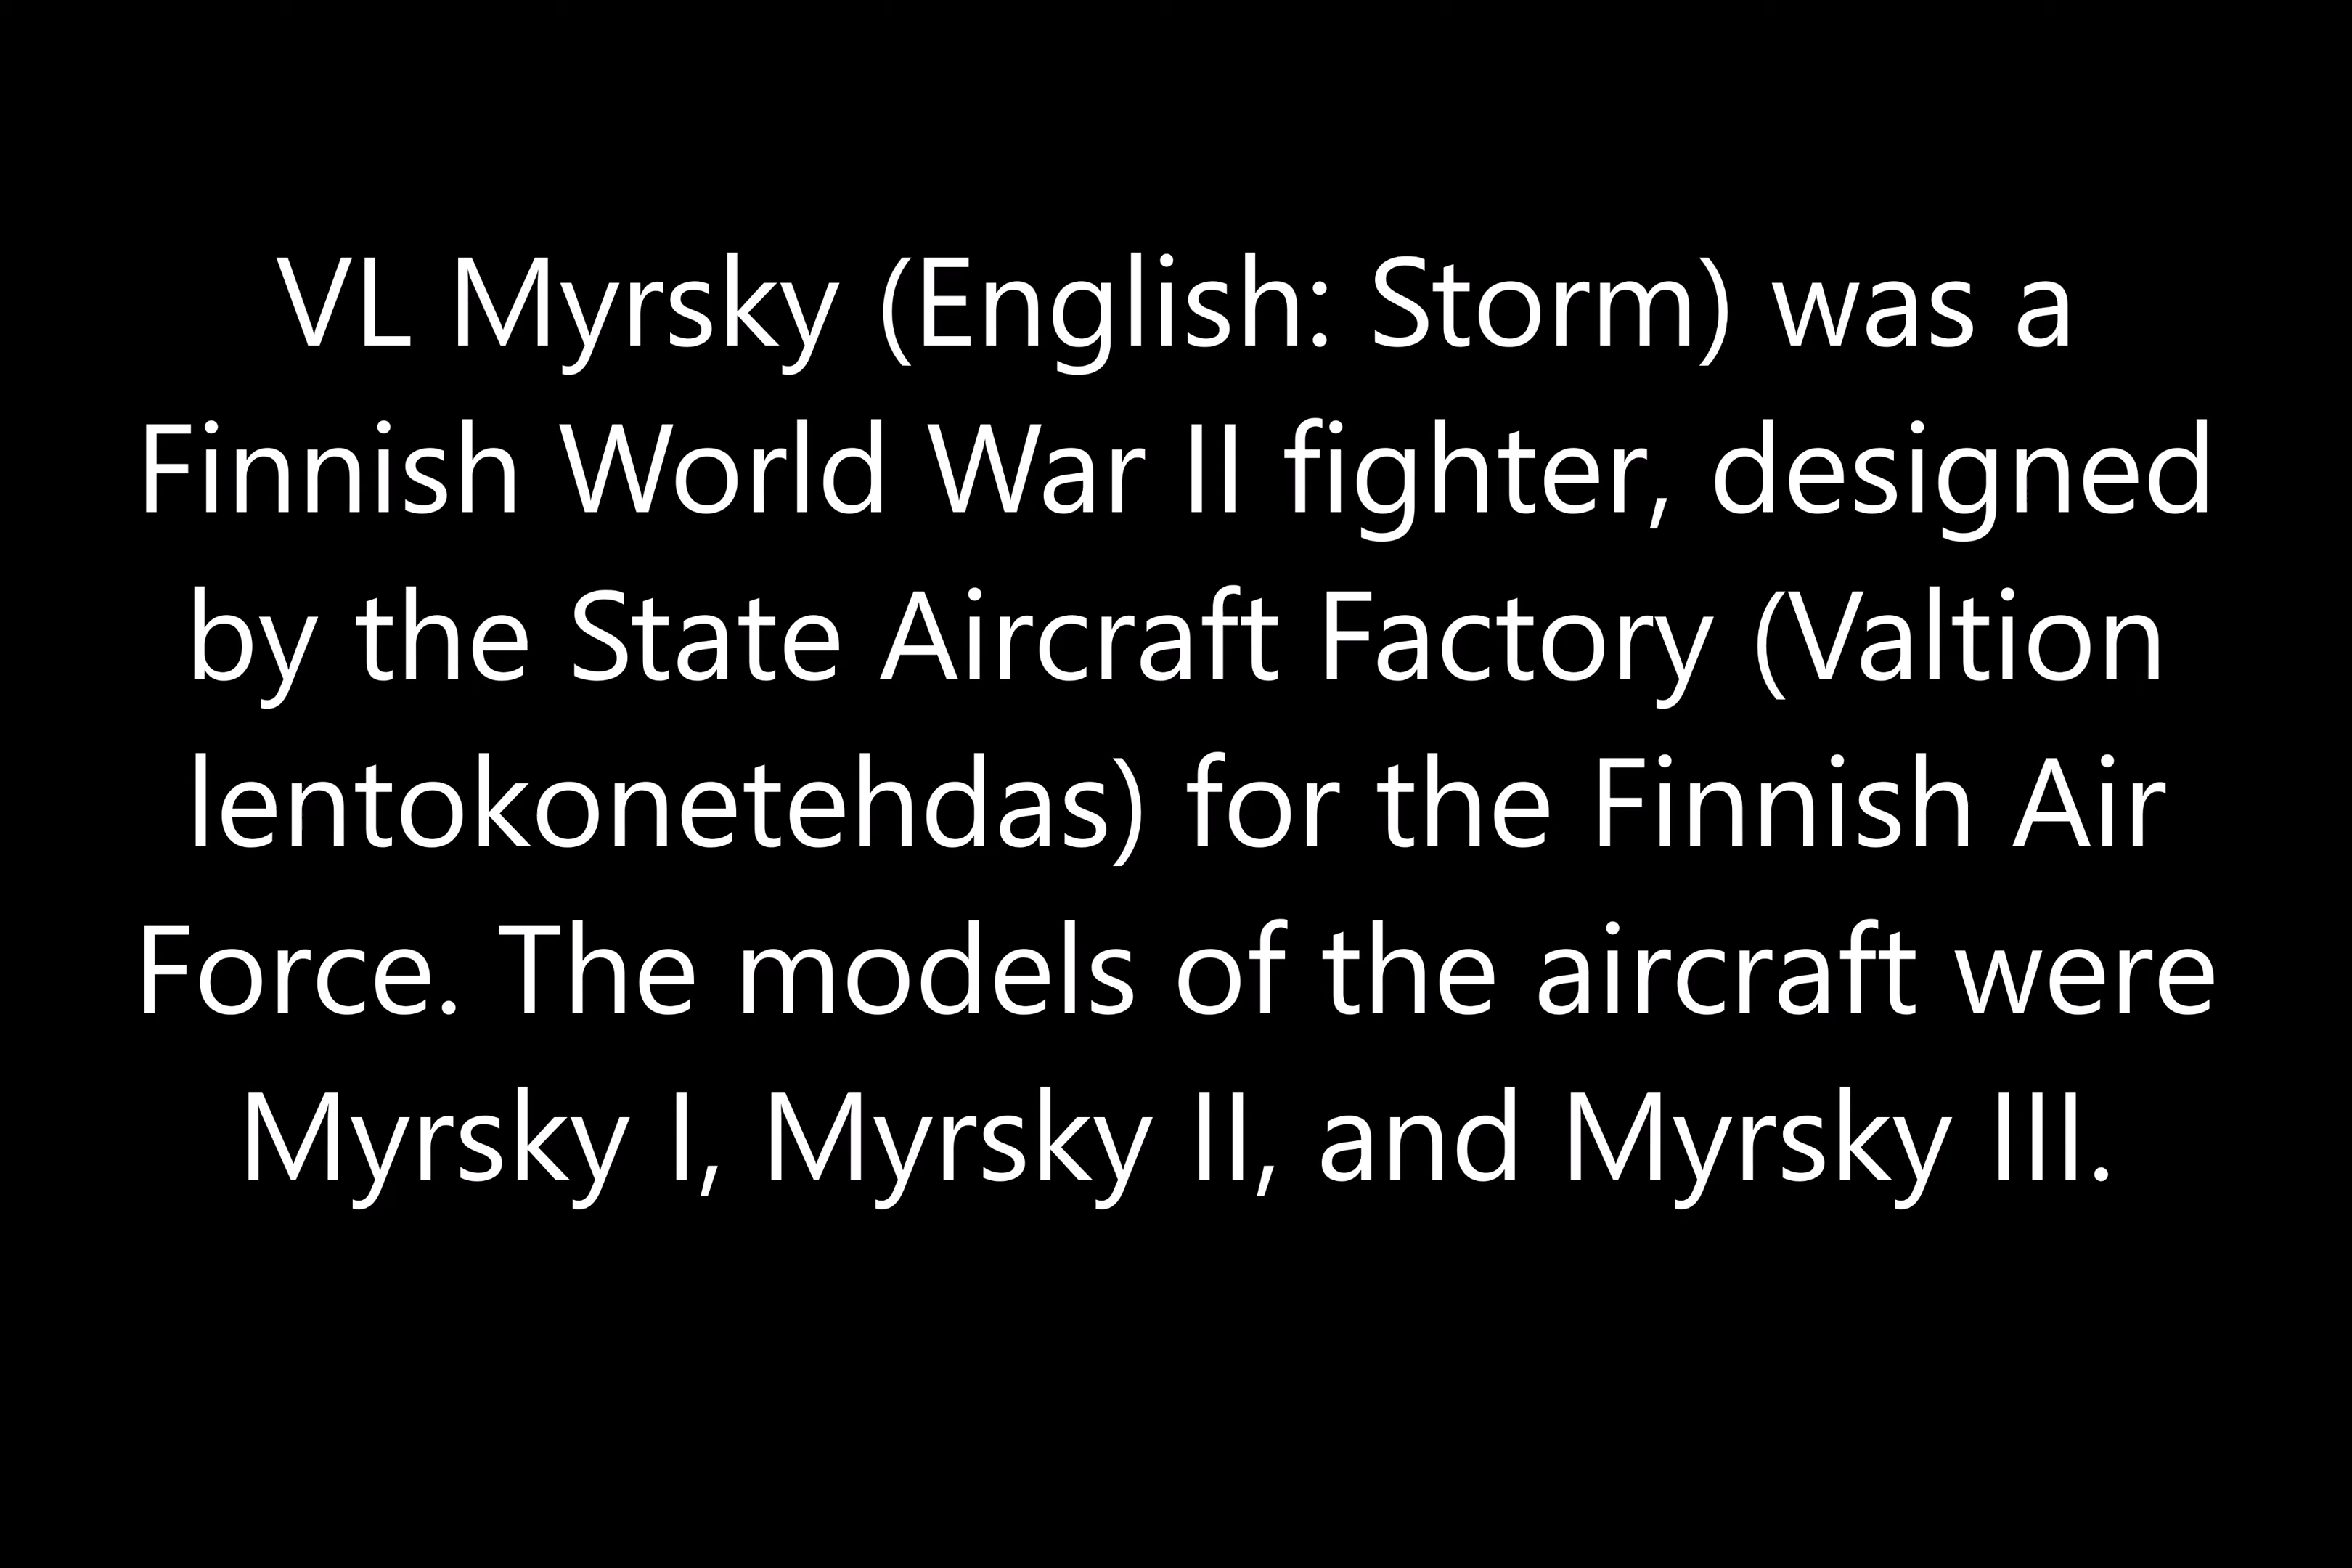 VL Myrsky (English: Storm) was a
Finnish World War II fighter, designed
by the State Aircraft Factory (Valtion
lentokonetehdas) for the Finnish Air
Force. The models of the aircraft were
Myrsky I, Myrsky II, and Myrsky III.